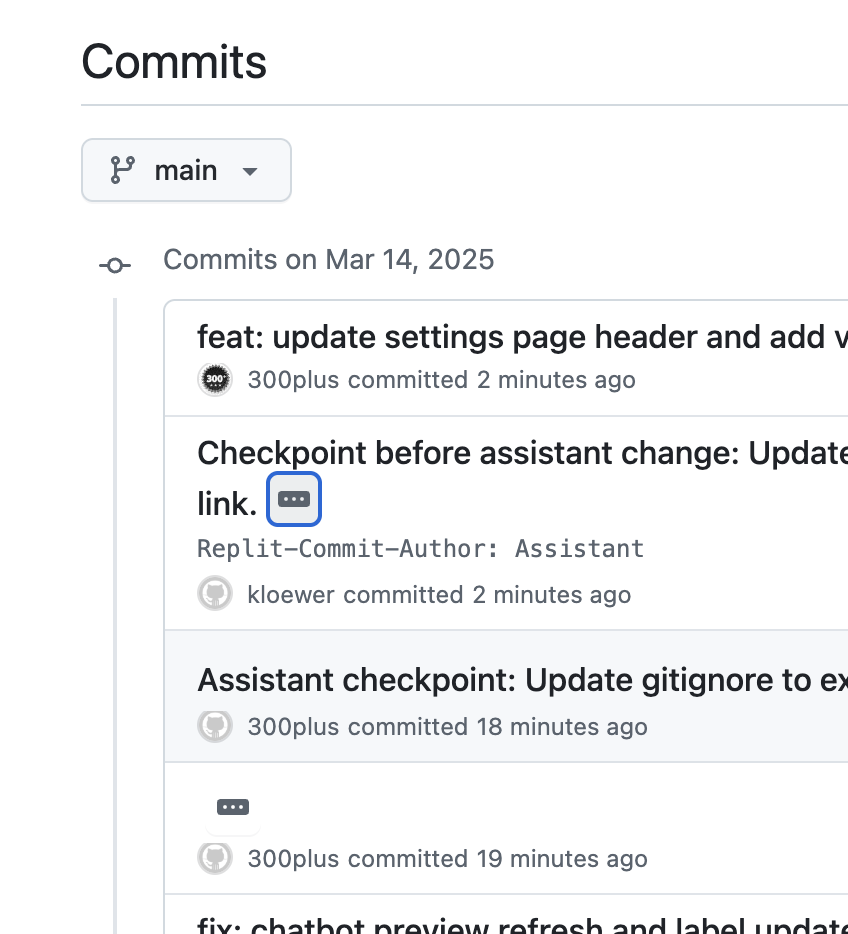 Commits
main
Commits on Mar 14, 2025
feat: update settings page header and add
300plus committed 2 minutes ago
Checkpoint before assistant change: Update
link.
Replit-Commit-Author: Assistant
kloewer committed 2 minutes ago
Assistant checkpoint: Update gitignore to ex
300plus committed 18 minutes ago
300plus committed 19 minutes ago
fix: chatbot preview refresh and label update